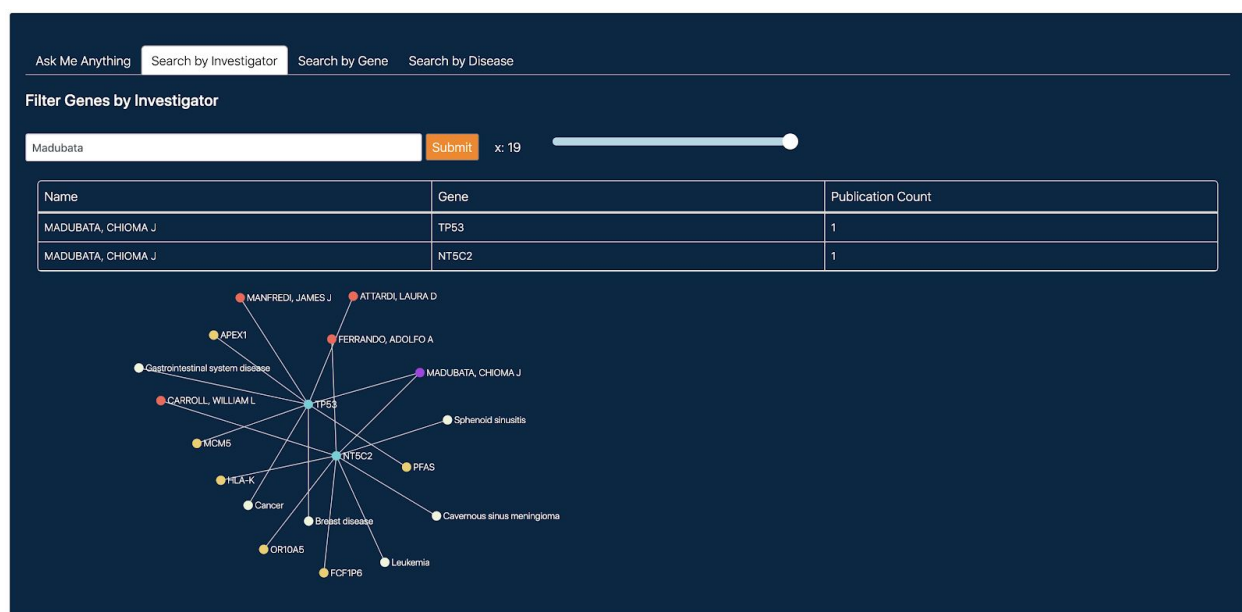 Ask Me Anything Search by Investigator Search by Gene Search by Disease
Filter Genes by Investigator
Madubata Submit x: 19
Name Gene Publication Count
MADUBATA, CHIOMA J TP53 1
MADUBATA, CHIOMA J NT5C2 1
MANFREDI, JAMES J ATTARDI, LAURA D
APEX1 FERRANDO, ADOLFO A
Gastrointestinal system disease MADUBATA, CHIOMA J
CARROLL, WILLIAM L TP53
Sphenoid sinusitis
MCM5
NT5C2
PFAS
HLA-K
Cancer
Breast disease Cavernous sinus meningioma
OR10A5
Leukemia
FCF1P6